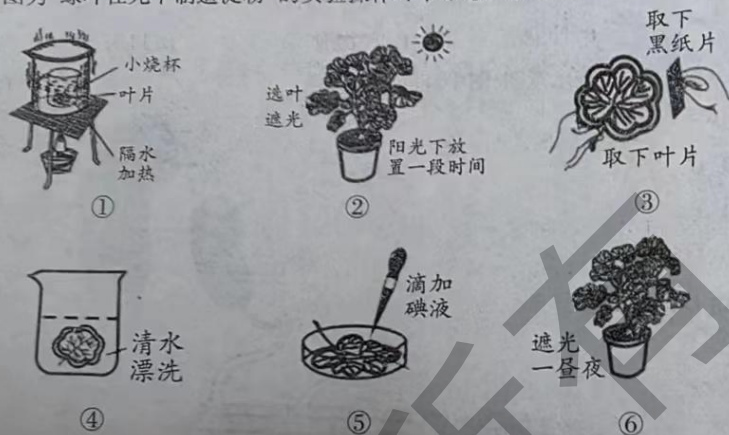 小烧杯
叶片
隔水
加热
①
选叶
遮光
阳光下放
置一段时间
②
取下
黑纸片
取下叶片
③
清水
漂洗
④
滴加
碘液
⑤
遮光
一昼夜
⑥